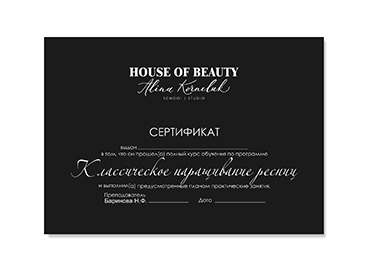 HOUSE OF BEAUTY
Alina Korneluk
SCHOOL | STUDIO
СЕРТИФИКАТ
выдан
в том, что он прошел(а) полный курс обучения по программе
Классическое наращивание ресниц
и выполнил(а) предусмотренные планом практические занятия.
Преподаватель
Баринова Н.Ф. Дата